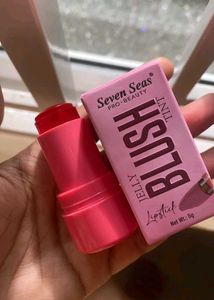 Seven Seas®
PRO-BEAUTY
JELLY
BLUSH
TINT
Lipstick
Net Wt. 5g